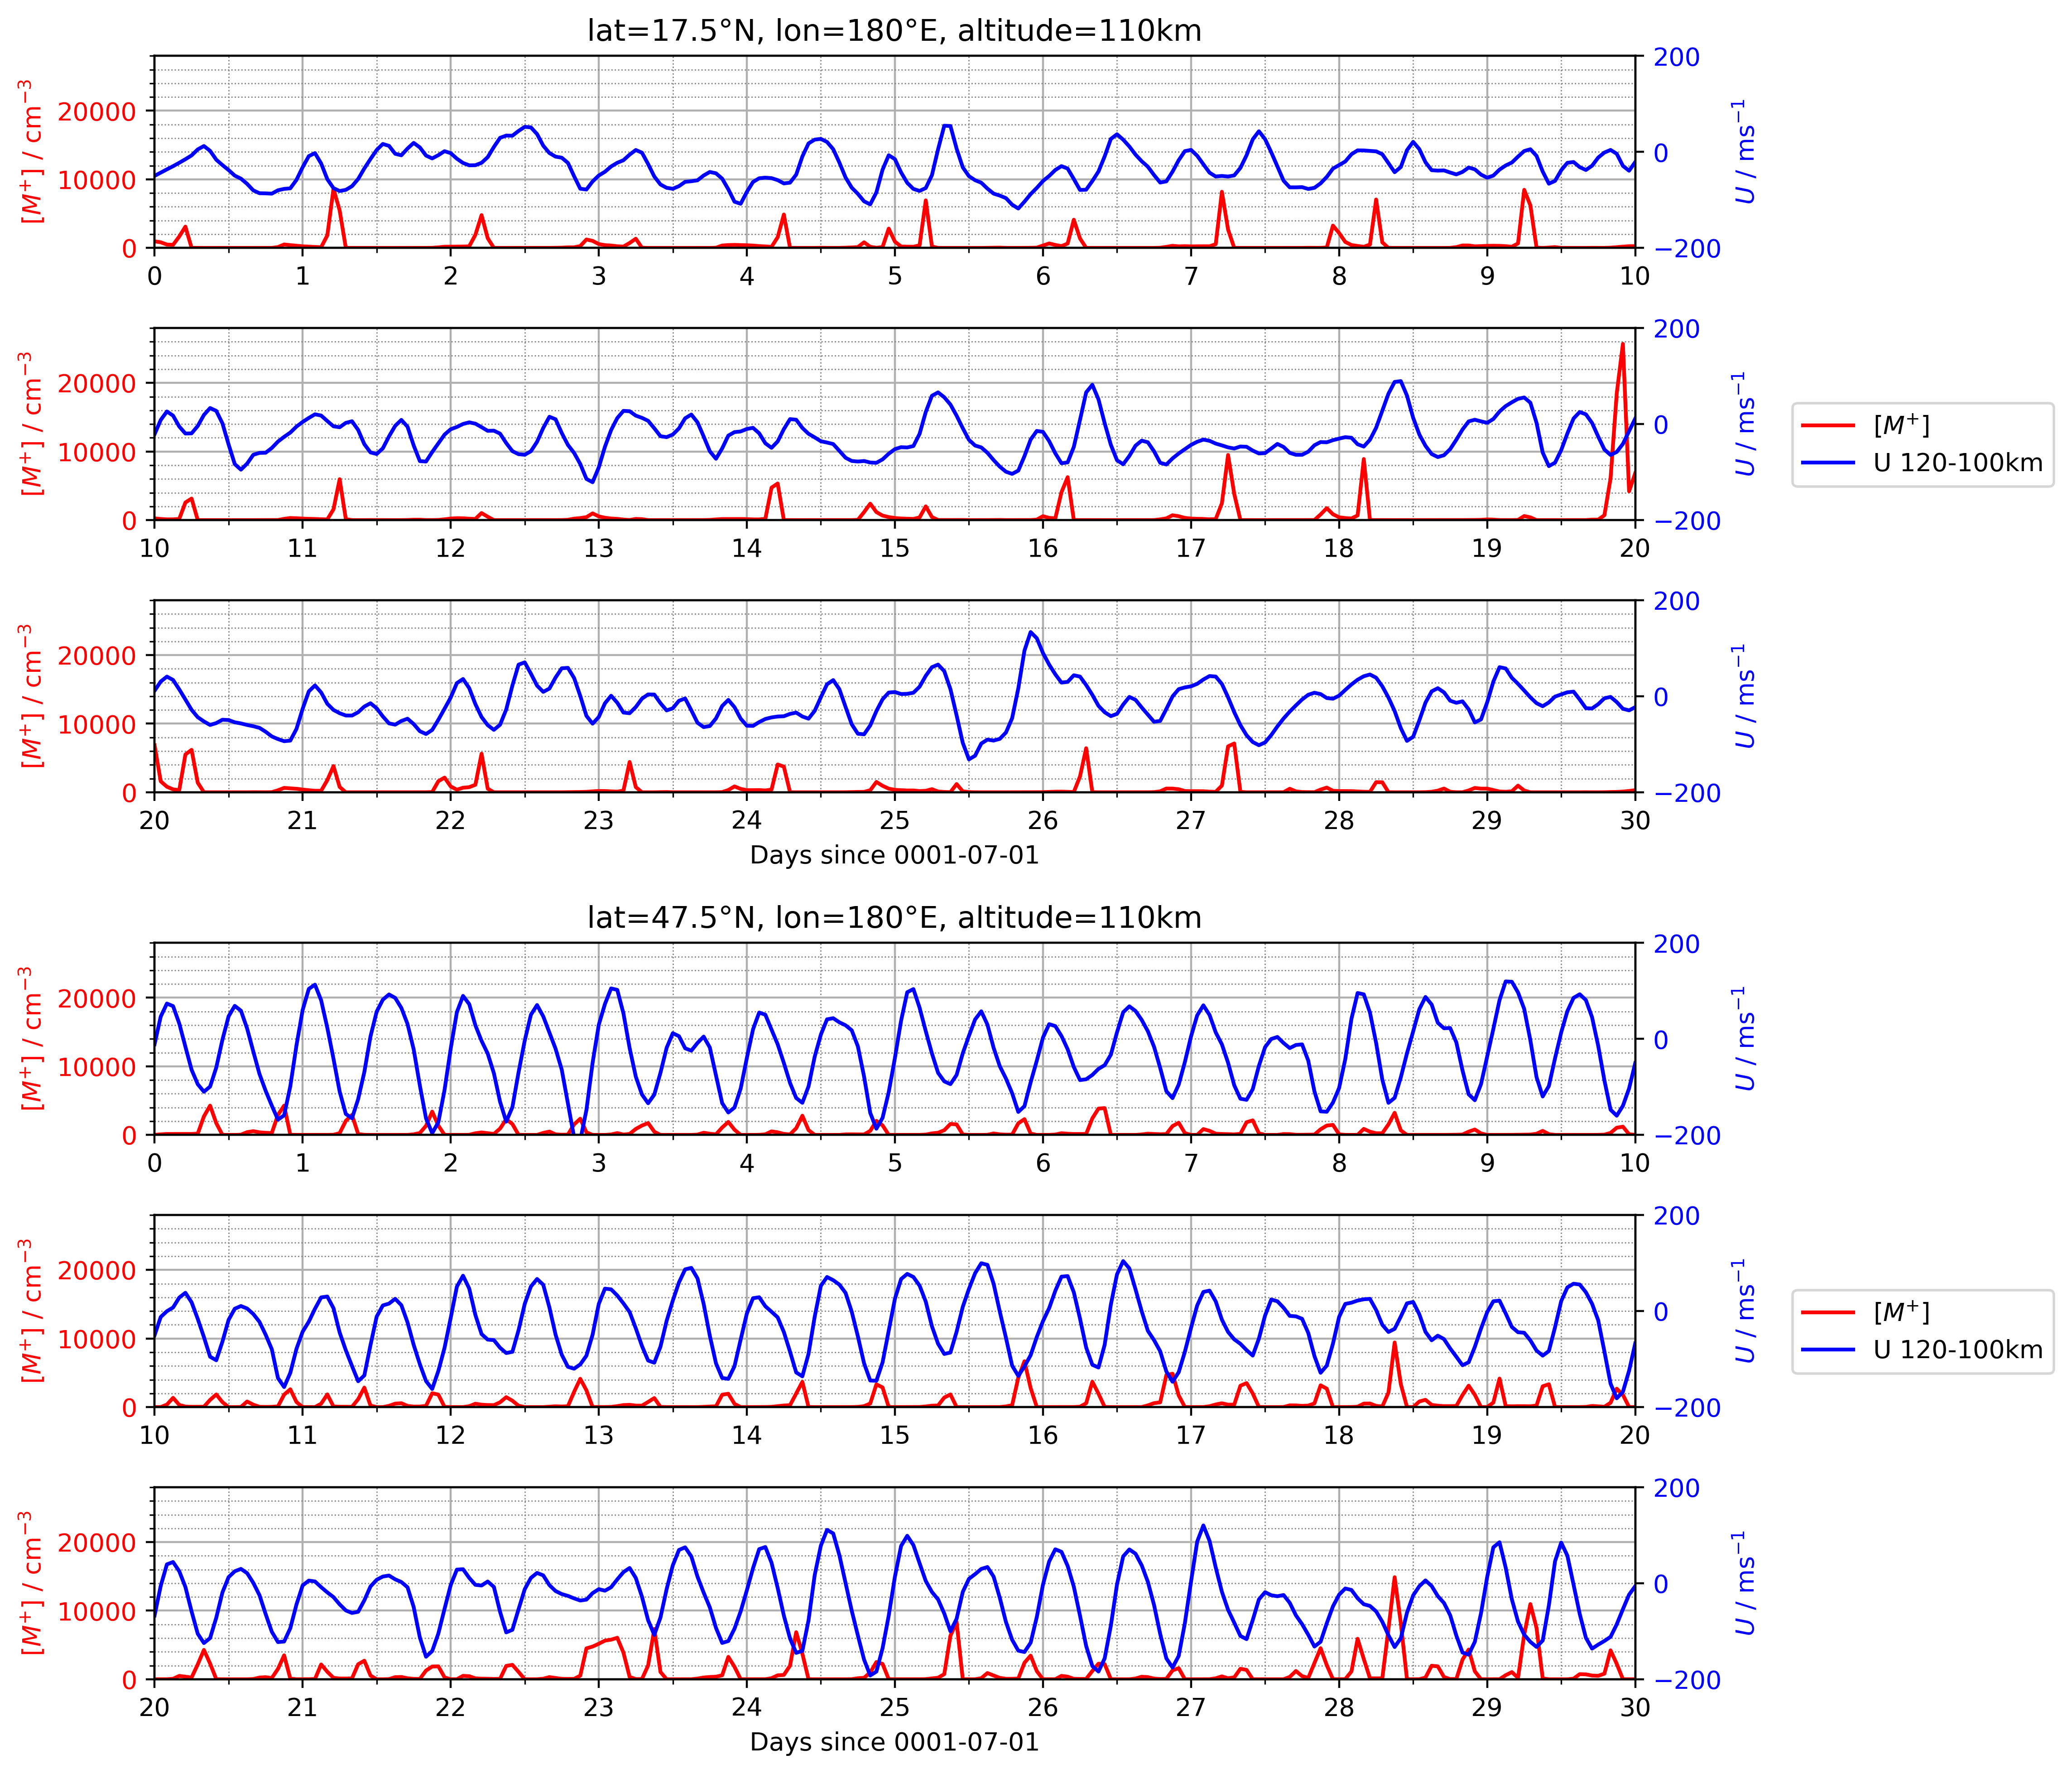 lat=17.5°N, lon=180°E, altitude=110km
[M⁺] / cm⁻³
20000
10000
0
200
0
−200
U / ms⁻¹
0 1 2 3 4 5 6 7 8 9 10
[M⁺] / cm⁻³
20000
10000
0
200
0
−200
U / ms⁻¹
10 11 12 13 14 15 16 17 18 19 20
[M⁺]
U 120-100km
[M⁺] / cm⁻³
20000
10000
0
200
0
−200
U / ms⁻¹
20 21 22 23 24 25 26 27 28 29 30
Days since 0001-07-01
lat=47.5°N, lon=180°E, altitude=110km
[M⁺] / cm⁻³
20000
10000
0
200
0
−200
U / ms⁻¹
0 1 2 3 4 5 6 7 8 9 10
[M⁺] / cm⁻³
20000
10000
0
200
0
−200
U / ms⁻¹
10 11 12 13 14 15 16 17 18 19 20
[M⁺]
U 120-100km
[M⁺] / cm⁻³
20000
10000
0
200
0
−200
U / ms⁻¹
20 21 22 23 24 25 26 27 28 29 30
Days since 0001-07-01